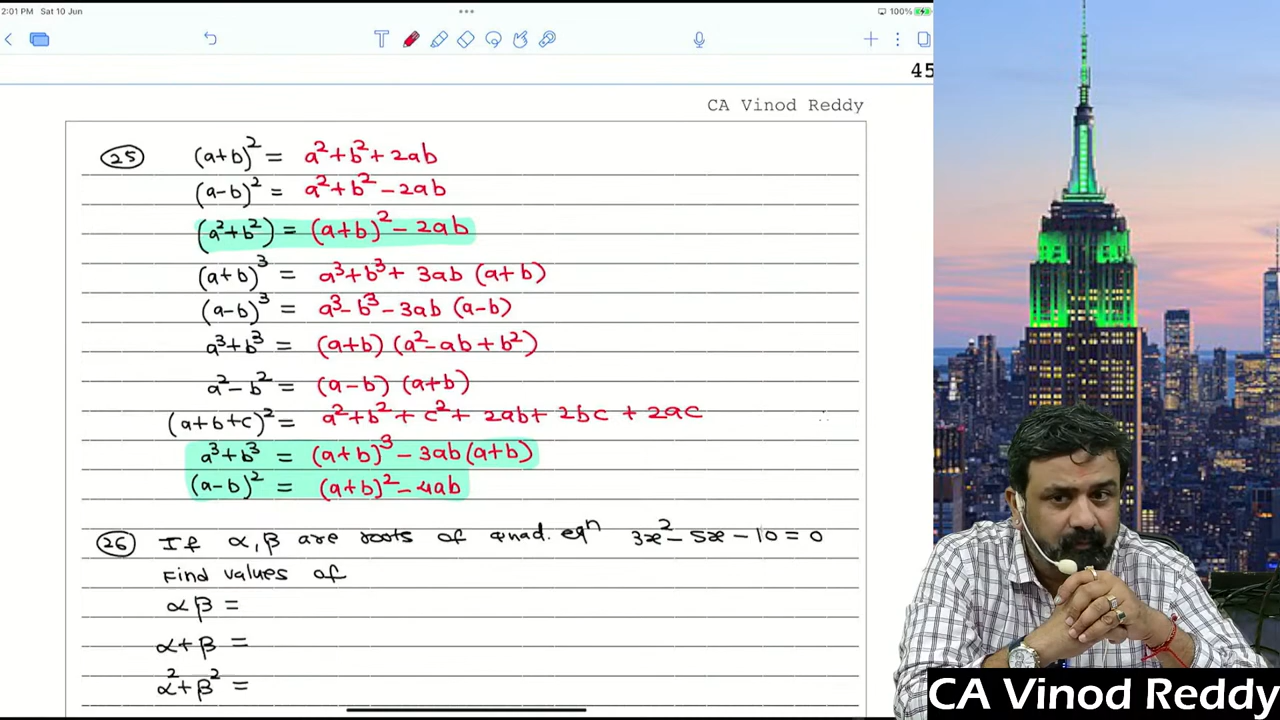 2:01 PM Sat 10 Jun
100%
45
CA Vinod Reddy
25 (a+b)² = a²+b²+2ab
(a-b)² = a²+b²-2ab
(a²+b²) = (a+b)²-2ab
(a+b)³ = a³+b³+ 3ab (a+b)
(a-b)³ = a³-b³-3ab (a-b)
a³+b³ = (a+b) (a²-ab+b²)
a²-b² = (a-b) (a+b)
(a+b+c)² = a²+b²+c²+2ab+2bc+2ac
a³+b³ = (a+b)³-3ab(a+b)
(a-b)² = (a+b)²-4ab
26 If α,β are roots of quad. eqⁿ 3x²-5x-10=0
Find values of
αβ =
α+β =
α²+β² =
CA Vinod Reddy